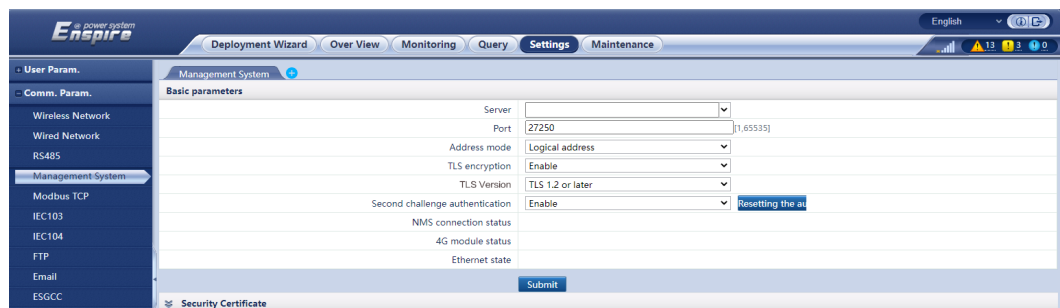 e power system
Enspire
English
Deployment Wizard Over View Monitoring Query Settings Maintenance
13 3 0
User Param.
Comm. Param.
Wireless Network
Wired Network
RS485
Management System
Modbus TCP
IEC103
IEC104
FTP
Email
ESGCC
Management System
Basic parameters
Server
Port 27250 [1,65535]
Address mode Logical address
TLS encryption Enable
TLS Version TLS 1.2 or later
Second challenge authentication Enable Resetting the au
NMS connection status
4G module status
Ethernet state
Submit
Security Certificate